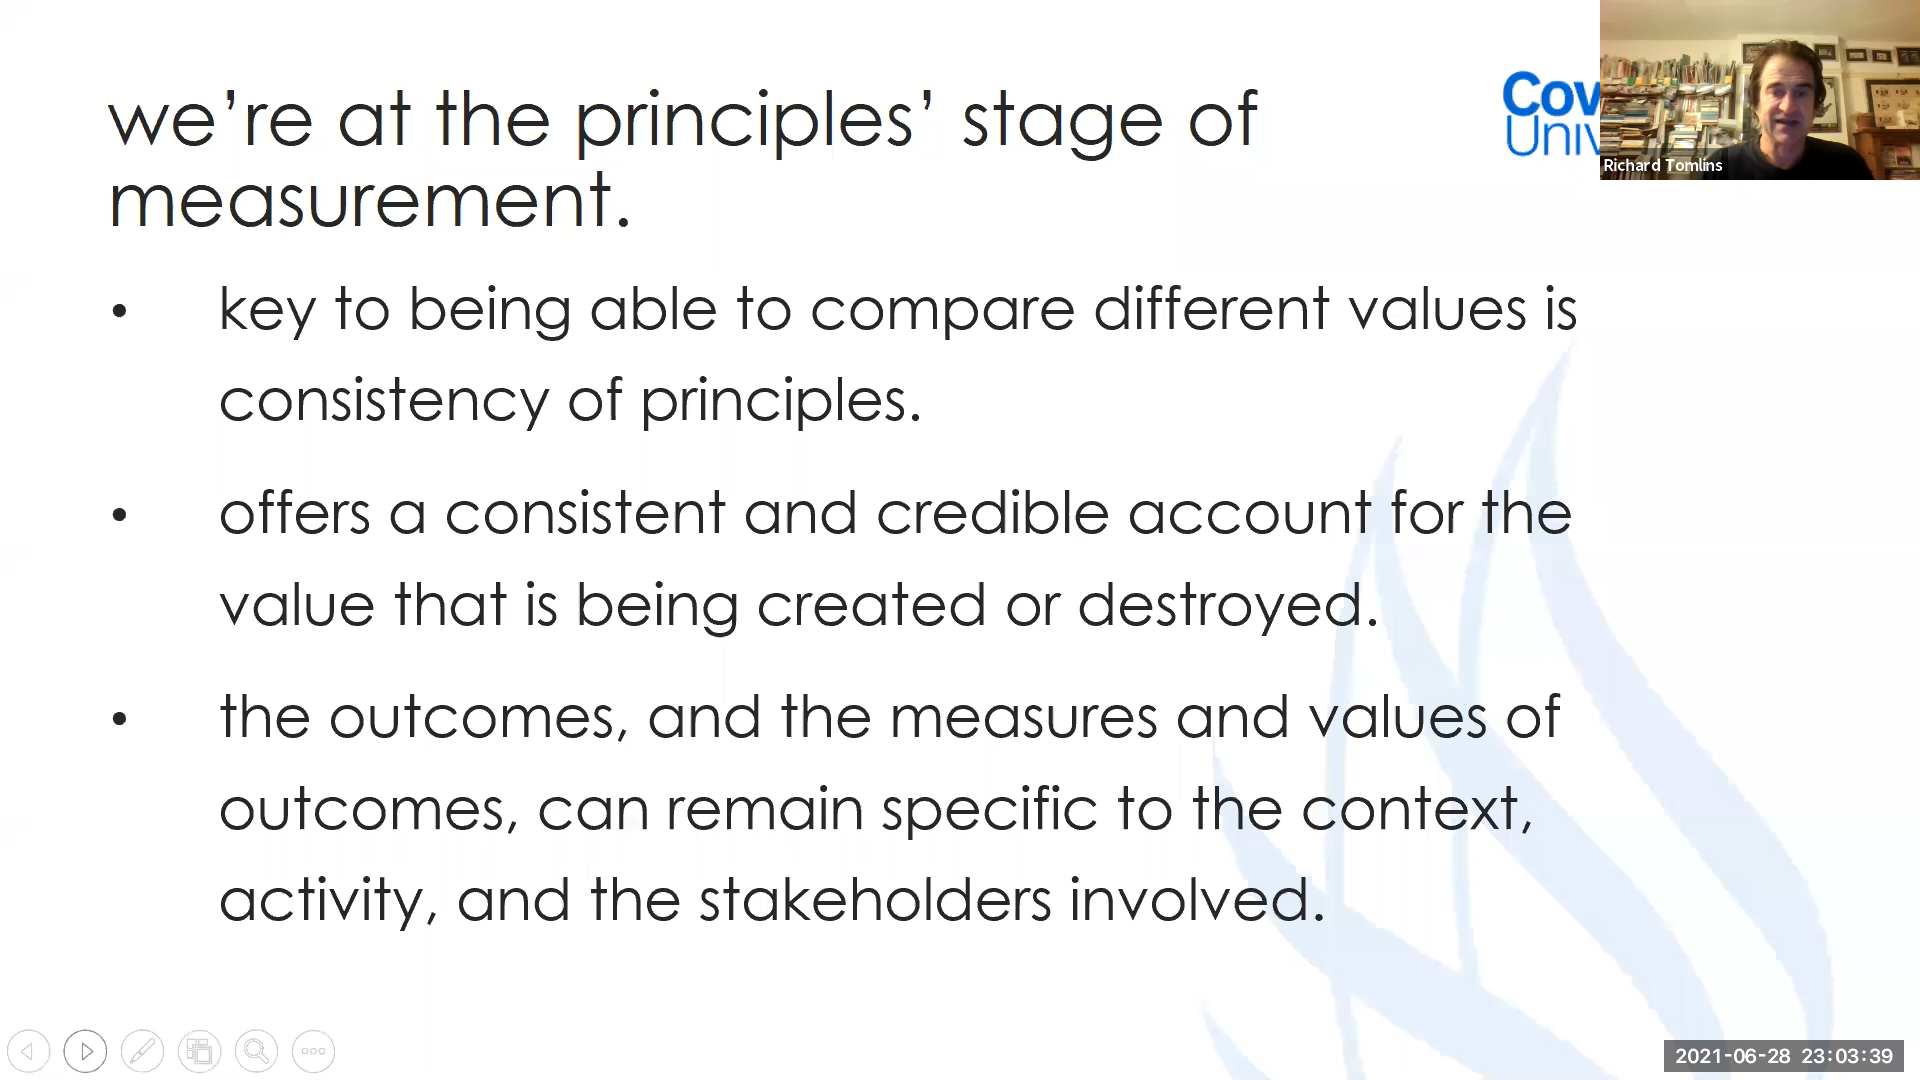 we’re at the principles’ stage of
measurement.
• key to being able to compare different values is
consistency of principles.
• offers a consistent and credible account for the
value that is being created or destroyed.
• the outcomes, and the measures and values of
outcomes, can remain specific to the context,
activity, and the stakeholders involved.
Cov
Univ
Richard Tomlins
2021-06-28 23:03:39